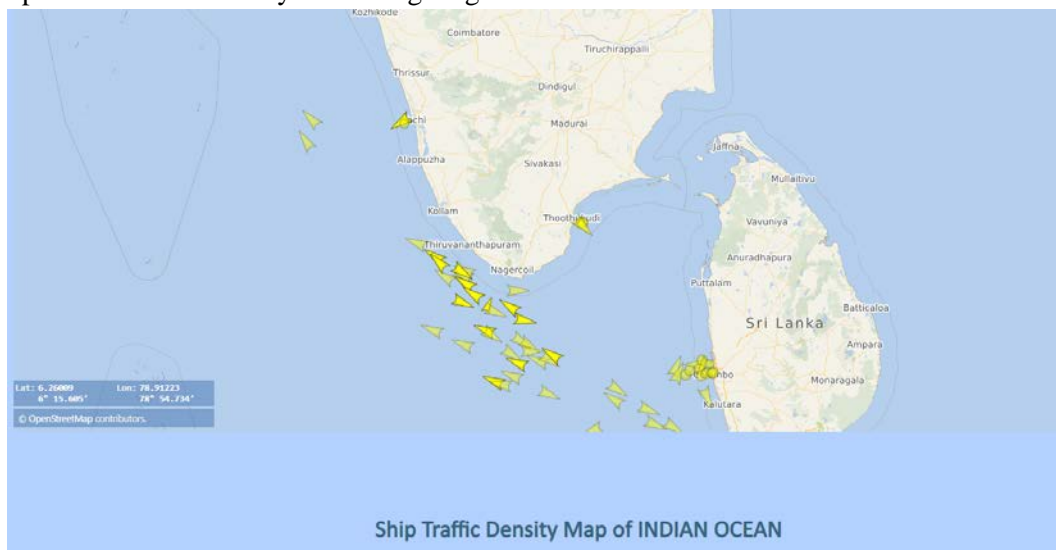 Kozhikode
Coimbatore
Tiruchirappalli
Thrissur
Dindigul
Madurai
Jaffna
Alappuzha
Sivakasi
Mullaitivu
Kollam
Vavuniya
Thiruvananthapuram
Anuradhapura
Nagercoil
Puttalam
Batticaloa
Sri Lanka
Ampara
Monaragala
Kalutara
Lat: 6.26009 Lon: 78.91223
6° 15.605' 78° 54.734'
© OpenStreetMap contributors.
Ship Traffic Density Map of INDIAN OCEAN